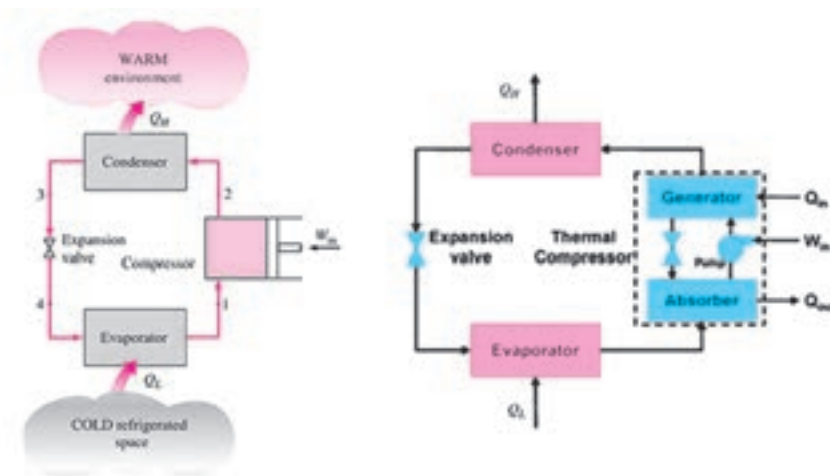 WARM
environment
Q_H
Condenser
3
2
Expansion
valve
Compressor
W_in
4
1
Evaporator
Q_L
COLD refrigerated
space
Q_H
Condenser
Generator
Q_in
Expansion
valve
Thermal
Compressor
Pump
W_in
Absorber
Q_out
Evaporator
Q_L